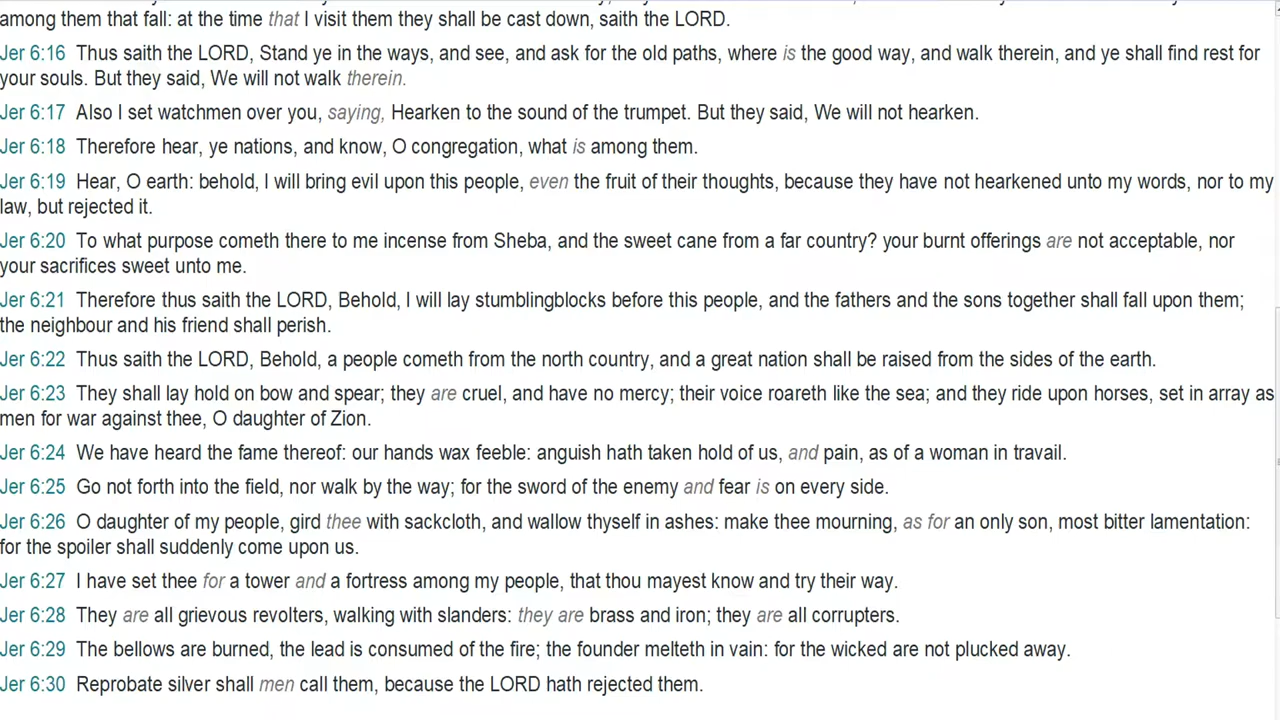 among them that fall: at the time that I visit them they shall be cast down, saith the LORD.
Jer 6:16 Thus saith the LORD, Stand ye in the ways, and see, and ask for the old paths, where is the good way, and walk therein, and ye shall find rest for
your souls. But they said, We will not walk therein.
Jer 6:17 Also I set watchmen over you, saying, Hearken to the sound of the trumpet. But they said, We will not hearken.
Jer 6:18 Therefore hear, ye nations, and know, O congregation, what is among them.
Jer 6:19 Hear, O earth: behold, I will bring evil upon this people, even the fruit of their thoughts, because they have not hearkened unto my words, nor to my
law, but rejected it.
Jer 6:20 To what purpose cometh there to me incense from Sheba, and the sweet cane from a far country? your burnt offerings are not acceptable, nor
your sacrifices sweet unto me.
Jer 6:21 Therefore thus saith the LORD, Behold, I will lay stumblingblocks before this people, and the fathers and the sons together shall fall upon them;
the neighbour and his friend shall perish.
Jer 6:22 Thus saith the LORD, Behold, a people cometh from the north country, and a great nation shall be raised from the sides of the earth.
Jer 6:23 They shall lay hold on bow and spear; they are cruel, and have no mercy; their voice roareth like the sea; and they ride upon horses, set in array as
men for war against thee, O daughter of Zion.
Jer 6:24 We have heard the fame thereof: our hands wax feeble: anguish hath taken hold of us, and pain, as of a woman in travail.
Jer 6:25 Go not forth into the field, nor walk by the way; for the sword of the enemy and fear is on every side.
Jer 6:26 O daughter of my people, gird thee with sackcloth, and wallow thyself in ashes: make thee mourning, as for an only son, most bitter lamentation:
for the spoiler shall suddenly come upon us.
Jer 6:27 I have set thee for a tower and a fortress among my people, that thou mayest know and try their way.
Jer 6:28 They are all grievous revolters, walking with slanders: they are brass and iron; they are all corrupters.
Jer 6:29 The bellows are burned, the lead is consumed of the fire; the founder melteth in vain: for the wicked are not plucked away.
Jer 6:30 Reprobate silver shall men call them, because the LORD hath rejected them.